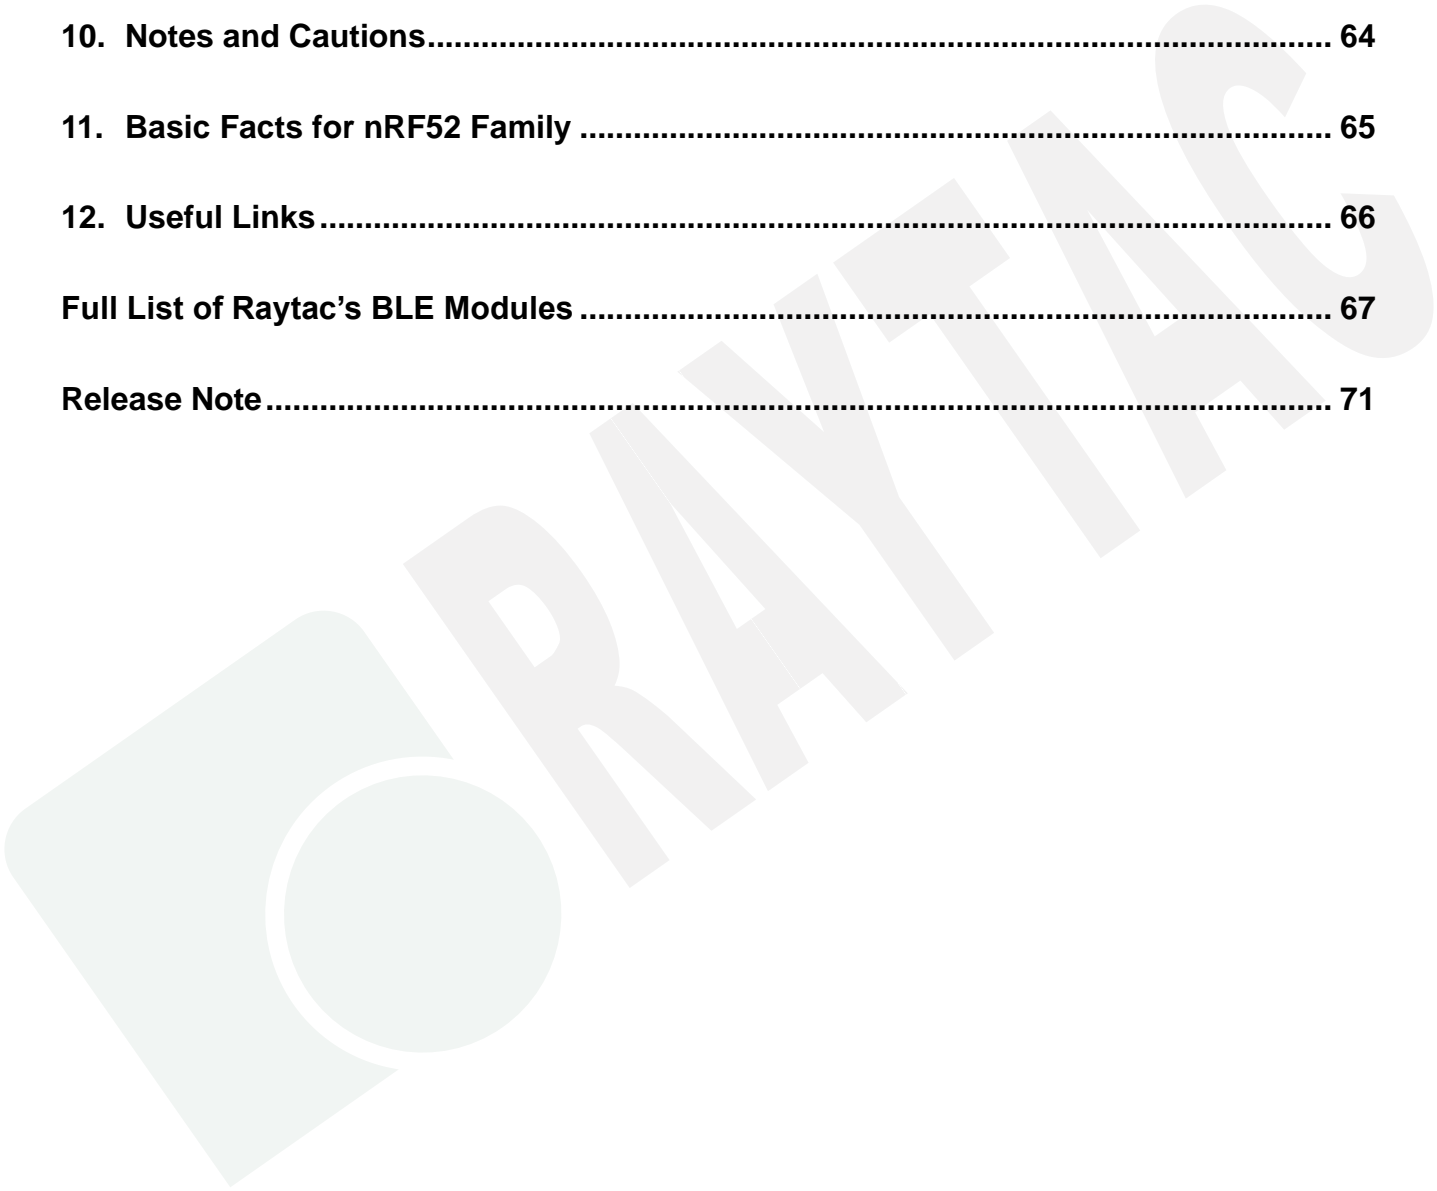 10. Notes and Cautions........................................................................................................ 64
11. Basic Facts for nRF52 Family ..................................................................................... 65
12. Useful Links .................................................................................................................. 66
Full List of Raytac’s BLE Modules ..................................................................................... 67
Release Note........................................................................................................................ 71
RAYTAC